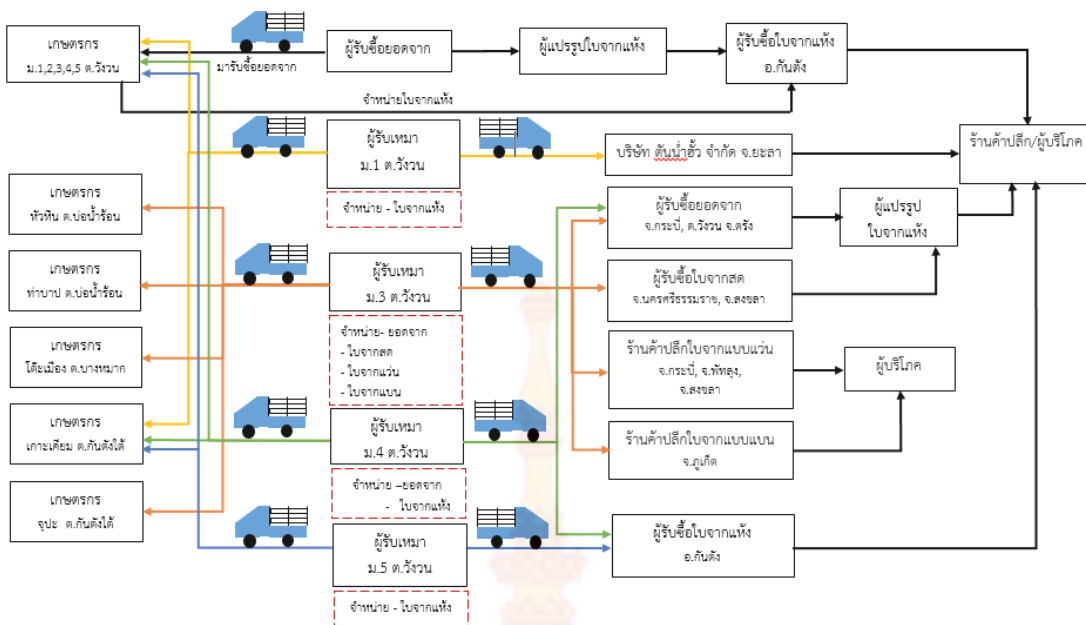 เกษตรกร
ม.1,2,3,4,5 ต.วังวน
มารับซื้อยอดจาก
ผู้รับซื้อยอดจาก
ผู้แปรรูปใบจากแห้ง
ผู้รับซื้อใบจากแห้ง
อ.กันตัง
จำหน่ายใบจากแห้ง
ร้านค้าปลีก/ผู้บริโภค
ผู้รับเหมา
ม.1 ต.วังวน
จำหน่าย - ใบจากแห้ง
บริษัท ตันน่ำฮั้ว จำกัด จ.ยะลา
เกษตรกร
หัวหิน ต.บ่อน้ำร้อน
ผู้รับซื้อยอดจาก
จ.กระบี่, ต.วังวน จ.ตรัง
ผู้แปรรูป
ใบจากแห้ง
เกษตรกร
ท่าบาป ต.บ่อน้ำร้อน
ผู้รับเหมา
ม.3 ต.วังวน
จำหน่าย- ยอดจาก
- ใบจากสด
- ใบจากแว่น
- ใบจากแบน
ผู้รับซื้อใบจากสด
จ.นครศรีธรรมราช, จ.สงขลา
เกษตรกร
โต๊ะเมือง ต.บางหมาก
ร้านค้าปลีกใบจากแบบแว่น
จ.กระบี่, จ.พัทลุง,
จ.สงขลา
ผู้บริโภค
เกษตรกร
เกาะเคี่ยม ต.กันตังใต้
ผู้รับเหมา
ม.4 ต.วังวน
จำหน่าย –ยอดจาก
- ใบจากแห้ง
ร้านค้าปลีกใบจากแบบแบน
จ.ภูเก็ต
เกษตรกร
จุปะ ต.กันตังใต้
ผู้รับเหมา
ม.5 ต.วังวน
จำหน่าย - ใบจากแห้ง
ผู้รับซื้อใบจากแห้ง
อ.กันตัง